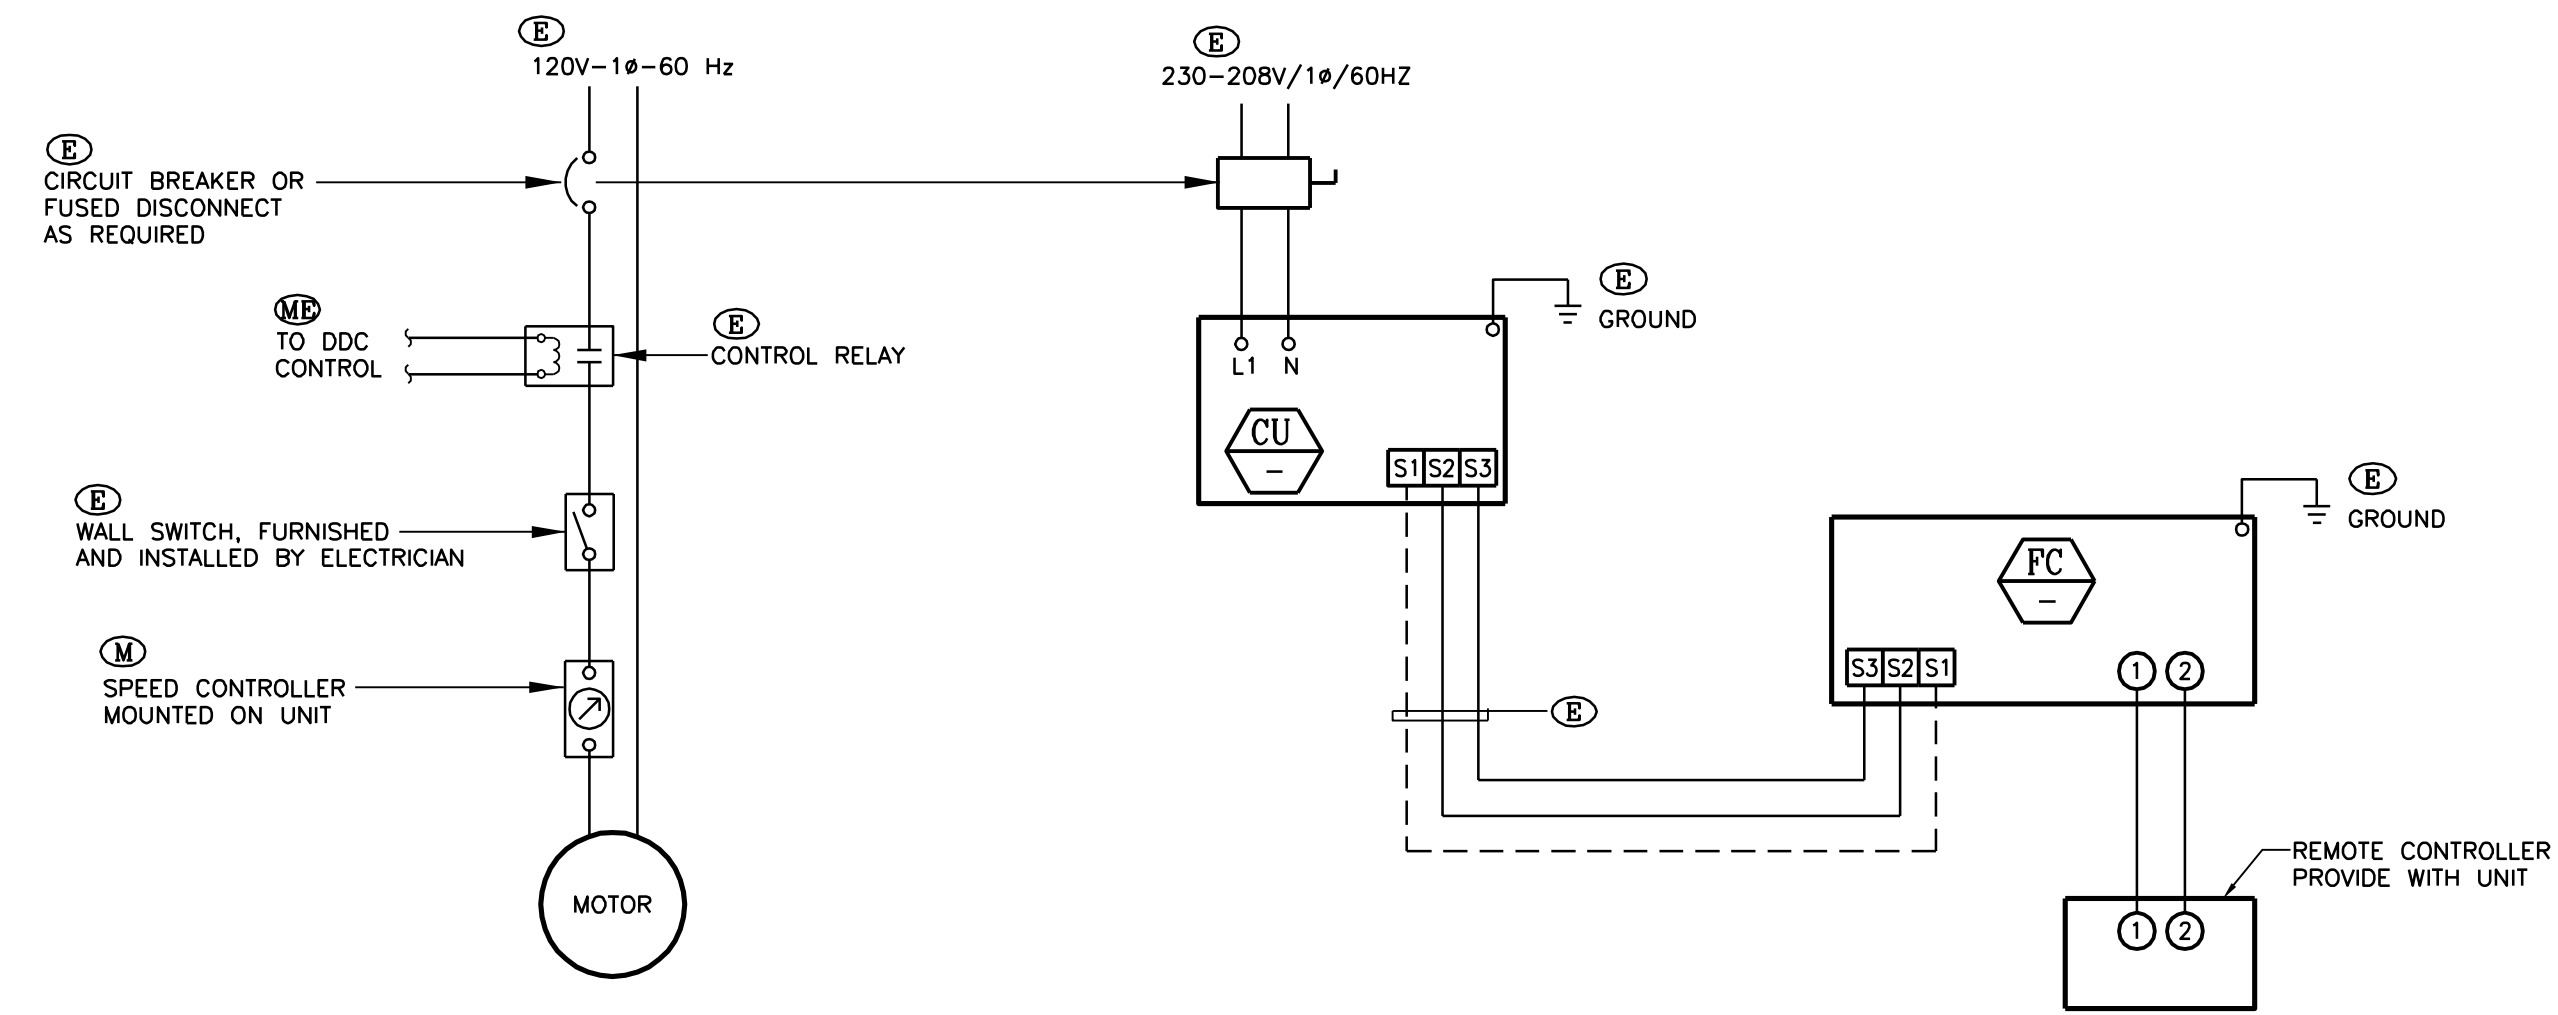 E
120V-1ø-60 Hz
E
230-208V/1ø/60HZ
E
CIRCUIT BREAKER OR
FUSED DISCONNECT
AS REQUIRED
ME
TO DDC
CONTROL
E
CONTROL RELAY
E
WALL SWITCH, FURNISHED
AND INSTALLED BY ELECTRICIAN
M
SPEED CONTROLLER
MOUNTED ON UNIT
MOTOR
E
GROUND
L1 N
CU
-
S1 S2 S3
E
E
GROUND
FC
-
S3 S2 S1
1 2
REMOTE CONTROLLER
PROVIDE WITH UNIT
1 2